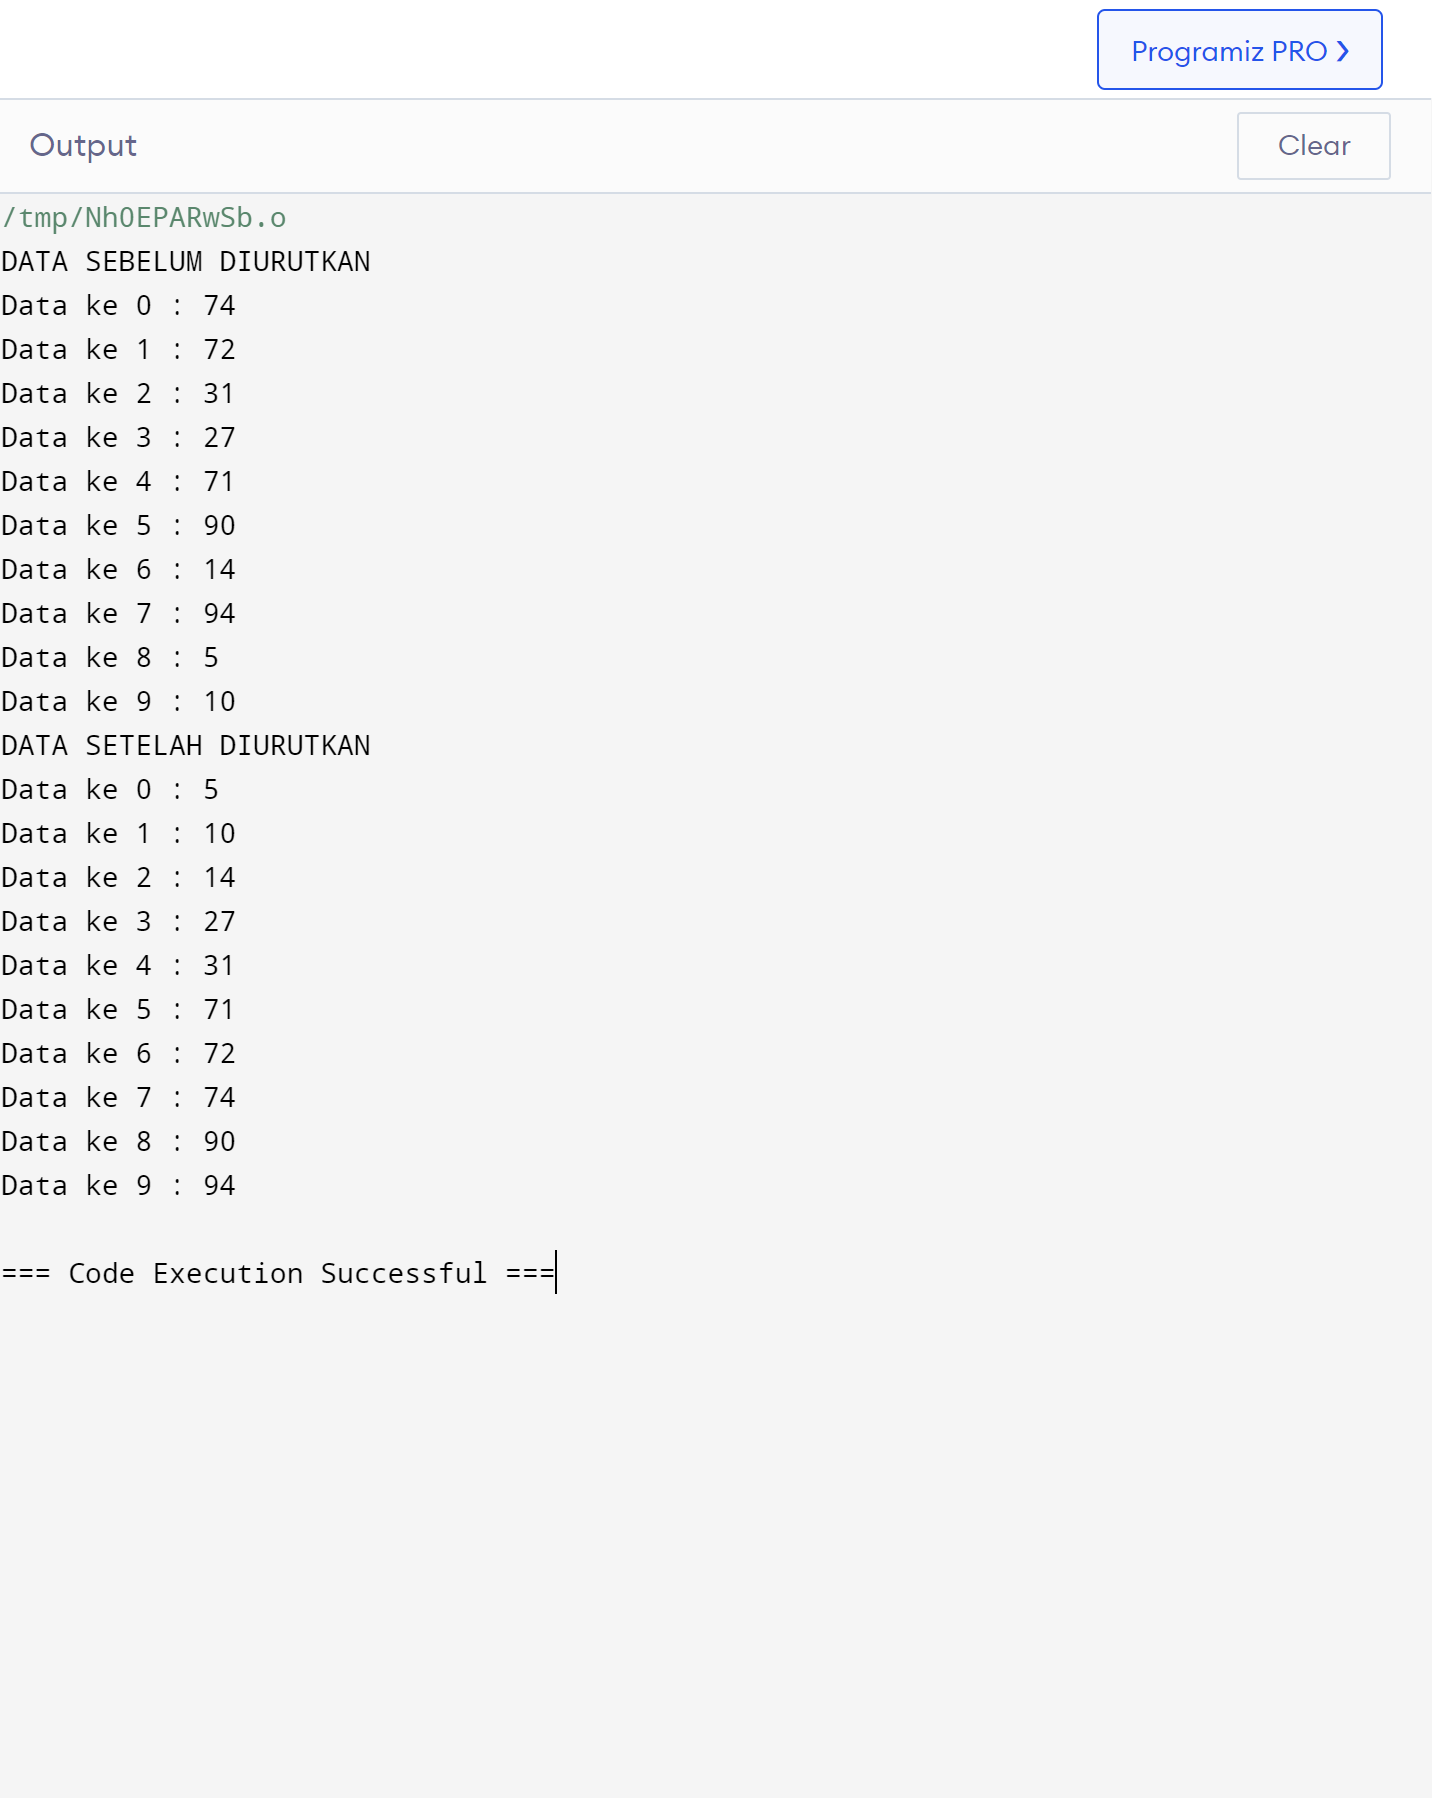 Programiz PRO ❯
Output
Clear
/tmp/Nh0EPARwSb.o
DATA SEBELUM DIURUTKAN
Data ke 0 : 74
Data ke 1 : 72
Data ke 2 : 31
Data ke 3 : 27
Data ke 4 : 71
Data ke 5 : 90
Data ke 6 : 14
Data ke 7 : 94
Data ke 8 : 5
Data ke 9 : 10
DATA SETELAH DIURUTKAN
Data ke 0 : 5
Data ke 1 : 10
Data ke 2 : 14
Data ke 3 : 27
Data ke 4 : 31
Data ke 5 : 71
Data ke 6 : 72
Data ke 7 : 74
Data ke 8 : 90
Data ke 9 : 94
=== Code Execution Successful ===